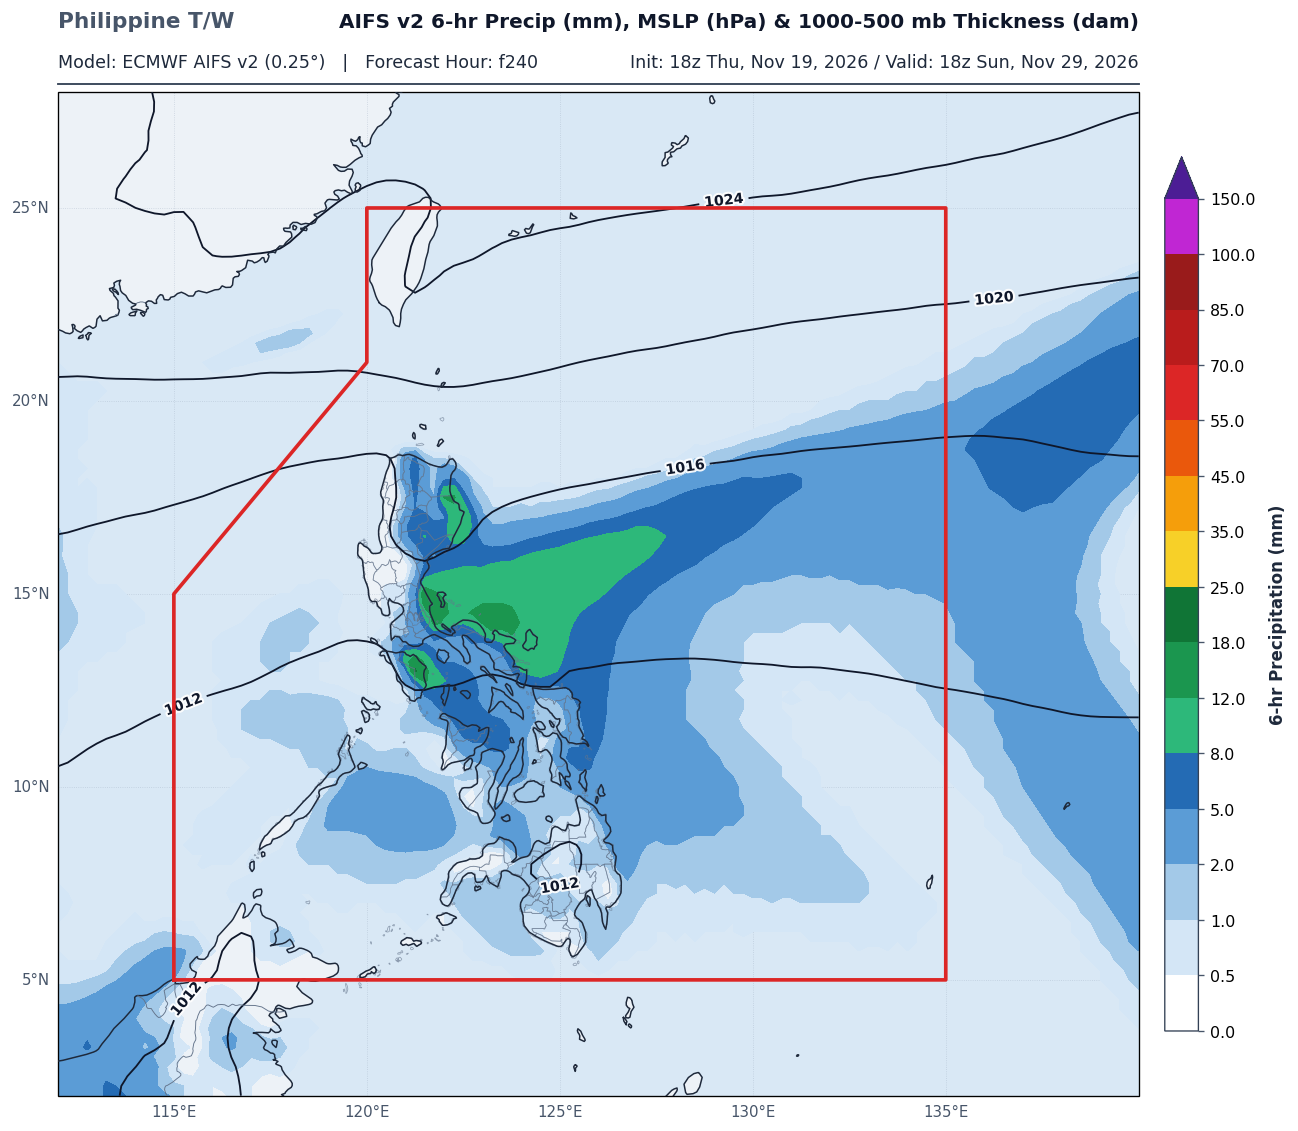 Philippine T/W
AIFS v2 6-hr Precip (mm), MSLP (hPa) & 1000-500 mb Thickness (dam)
Model: ECMWF AIFS v2 (0.25°) | Forecast Hour: f240
Init: 18z Thu, Nov 19, 2026 / Valid: 18z Sun, Nov 29, 2026
25°N
20°N
15°N
10°N
5°N
1024
1020
1016
1012
1012
1012
115°E
120°E
125°E
130°E
135°E
150.0
100.0
85.0
70.0
55.0
45.0
35.0
25.0
18.0
12.0
8.0
5.0
2.0
1.0
0.5
0.0
6-hr Precipitation (mm)